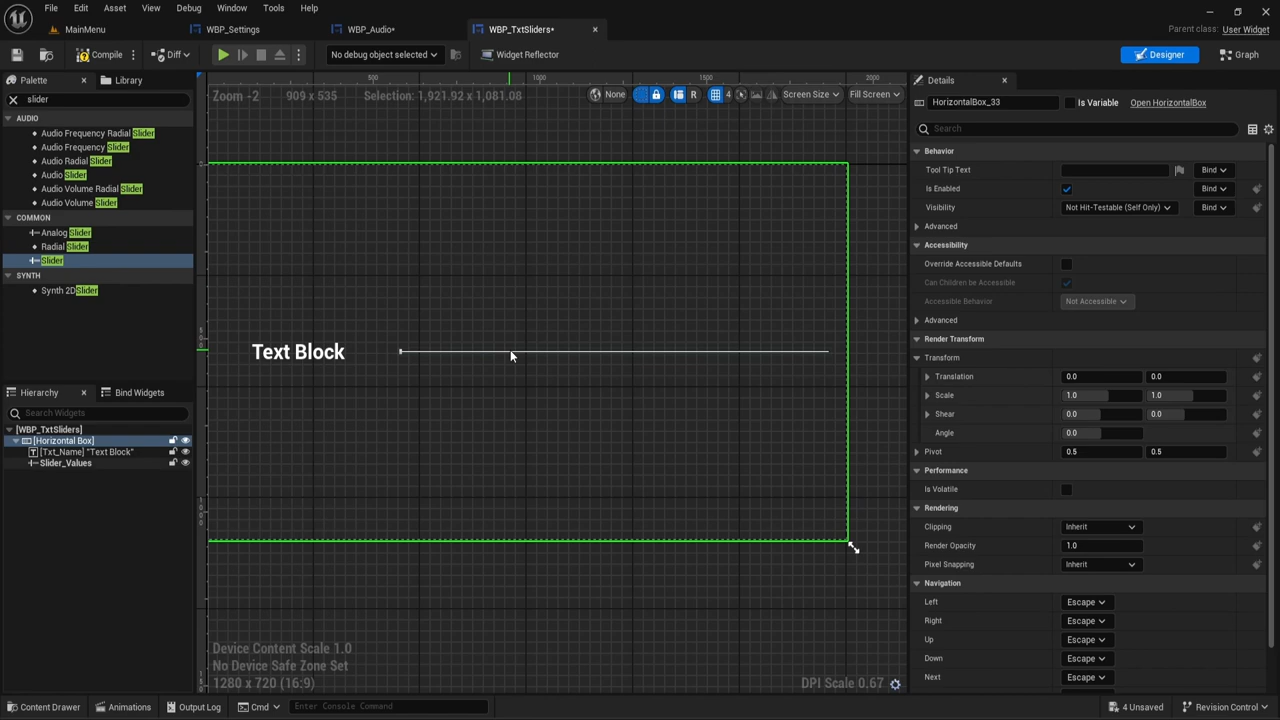 File Edit Asset View Debug Window Tools Help
MainMenu WBP_Settings WBP_Audio* WBP_TxtSliders* Parent class: User Widget
Compile Diff No debug object selected Widget Reflector Designer Graph
Palette Library
slider
AUDIO
Audio Frequency Radial Slider
Audio Frequency Slider
Audio Radial Slider
Audio Slider
Audio Volume Radial Slider
Audio Volume Slider
COMMON
Analog Slider
Radial Slider
Slider
SYNTH
Synth 2DSlider
Hierarchy Bind Widgets
Search Widgets
[WBP_TxtSliders]
[Horizontal Box]
[Txt_Name] "Text Block"
Slider_Values
500 1000 1500 2000
Zoom -2 909 x 535 Selection: 1,921.92 x 1,081.08 None R 4 Screen Size Fill Screen
0
5
0
0
1
0
0
0
1
5
Text Block
Device Content Scale 1.0
No Device Safe Zone Set
1280 x 720 (16:9) DPI Scale 0.67
Details
HorizontalBox_33 Is Variable Open HorizontalBox
Search
Behavior
Tool Tip Text Bind
Is Enabled Bind
Visibility Not Hit-Testable (Self Only) Bind
Advanced
Accessibility
Override Accessible Defaults
Can Children be Accessible
Accessible Behavior Not Accessible
Advanced
Render Transform
Transform
Translation 0.0 0.0
Scale 1.0 1.0
Shear 0.0 0.0
Angle 0.0
Pivot 0.5 0.5
Performance
Is Volatile
Rendering
Clipping Inherit
Render Opacity 1.0
Pixel Snapping Inherit
Navigation
Left Escape
Right Escape
Up Escape
Down Escape
Next Escape
Content Drawer Animations Output Log Cmd Enter Console Command 4 Unsaved Revision Control